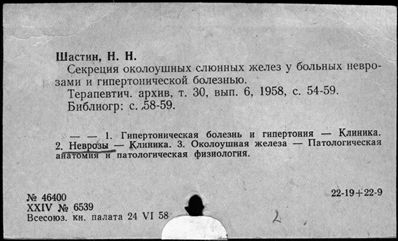 Шастин, Н. Н.
Секреция околоушных слюнных желез у больных невро-
зами и гипертонической болезнью.
Терапевтич. архив, т. 30, вып. 6, 1958, с. 54-59.
Библиогр: с. 58-59.
— — 1. Гипертоническая болезнь и гипертония — Клиника.
2. Неврозы — Клиника. 3. Околоушная железа — Патологическая
анатомия и патологическая физиология.
№ 46400
22-19+22-9
XXIV № 6539
Всесоюз. кн. палата 24 VI 58
2